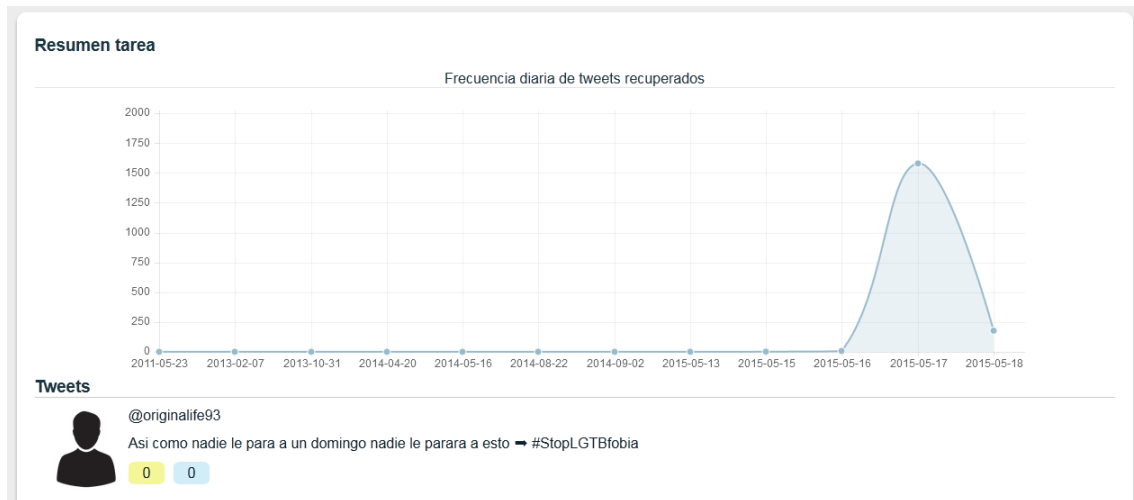 Resumen tarea
Frecuencia diaria de tweets recuperados
2000
1750
1500
1250
1000
750
500
250
0
2011-05-23 2013-02-07 2013-10-31 2014-04-20 2014-05-16 2014-08-22 2014-09-02 2015-05-13 2015-05-15 2015-05-16 2015-05-17 2015-05-18
Tweets
@originalife93
Asi como nadie le para a un domingo nadie le parara a esto ➡ #StopLGTBfobia
0 0